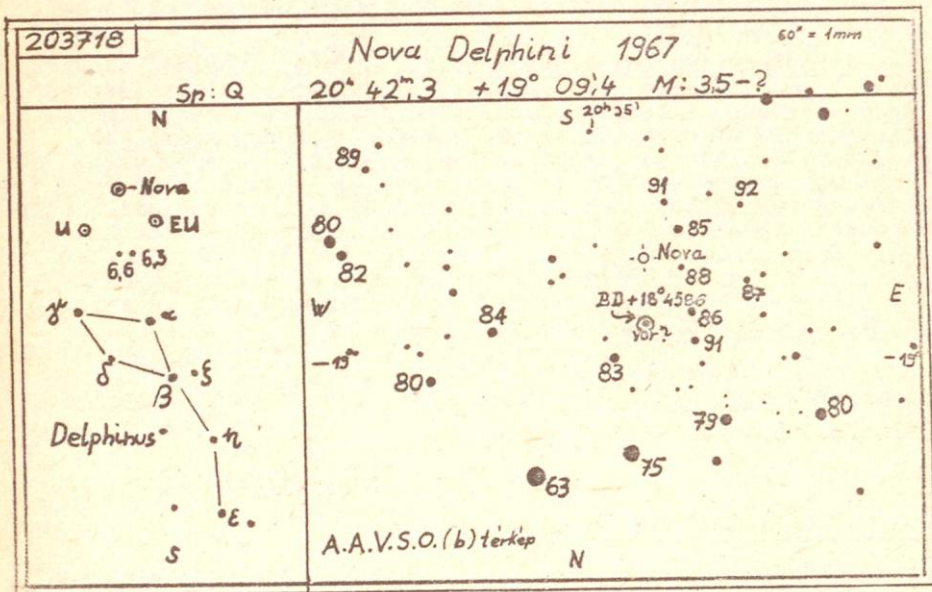 203718
Nova Delphini 1967
60" = 1mm
Sp: Q 20h 42m,3 +19° 09',4 M: 3,5-?
N
Nova
U
EU
6,6 6,3
γ
α
δ
β
ξ
Delphinus
η
ε
S
S 20h35'
89
91
92
80
85
82
Nova
88
BD+18°4586
87
W
E
84
86
var?
91
-19°
-19°
83
80
79
80
75
63
A.A.V.S.O. (b) térkép
N